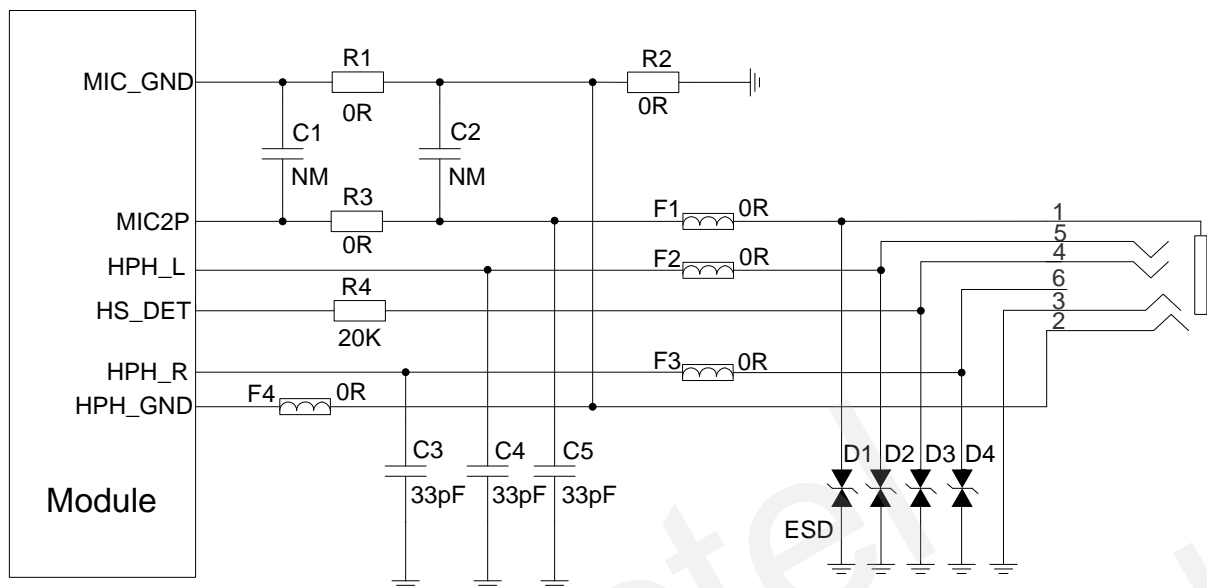 R1
R2
MIC_GND
0R
0R
C1
C2
NM
NM
R3
MIC2P
0R
F1
0R
1
5
HPH_L
F2
0R
4
R4
6
HS_DET
20K
3
2
HPH_R
F3
0R
HPH_GND
F4
0R
C3
C4
C5
D1
D2
D3
D4
33pF
33pF
33pF
Module
ESD